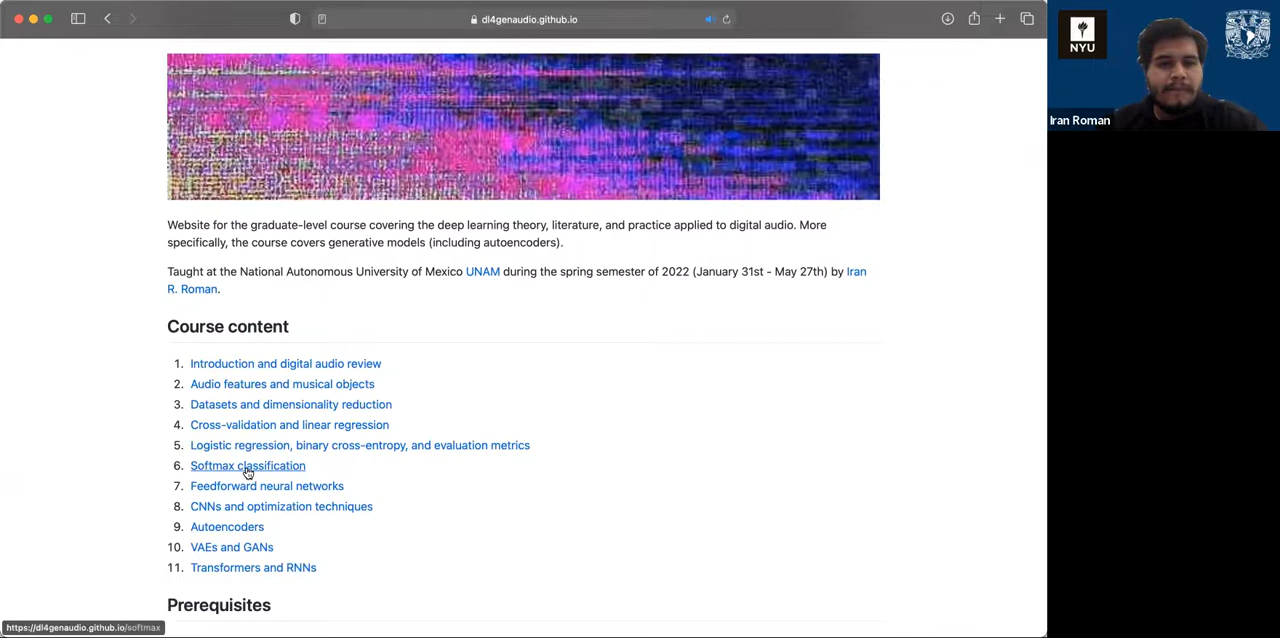 dl4genaudio.github.io
NYU
Iran Roman
Website for the graduate-level course covering the deep learning theory, literature, and practice applied to digital audio. More
specifically, the course covers generative models (including autoencoders).
Taught at the National Autonomous University of Mexico UNAM during the spring semester of 2022 (January 31st - May 27th) by Iran
R. Roman.
Course content
1. Introduction and digital audio review
2. Audio features and musical objects
3. Datasets and dimensionality reduction
4. Cross-validation and linear regression
5. Logistic regression, binary cross-entropy, and evaluation metrics
6. Softmax classification
7. Feedforward neural networks
8. CNNs and optimization techniques
9. Autoencoders
10. VAEs and GANs
11. Transformers and RNNs
Prerequisites
https://dl4genaudio.github.io/softmax